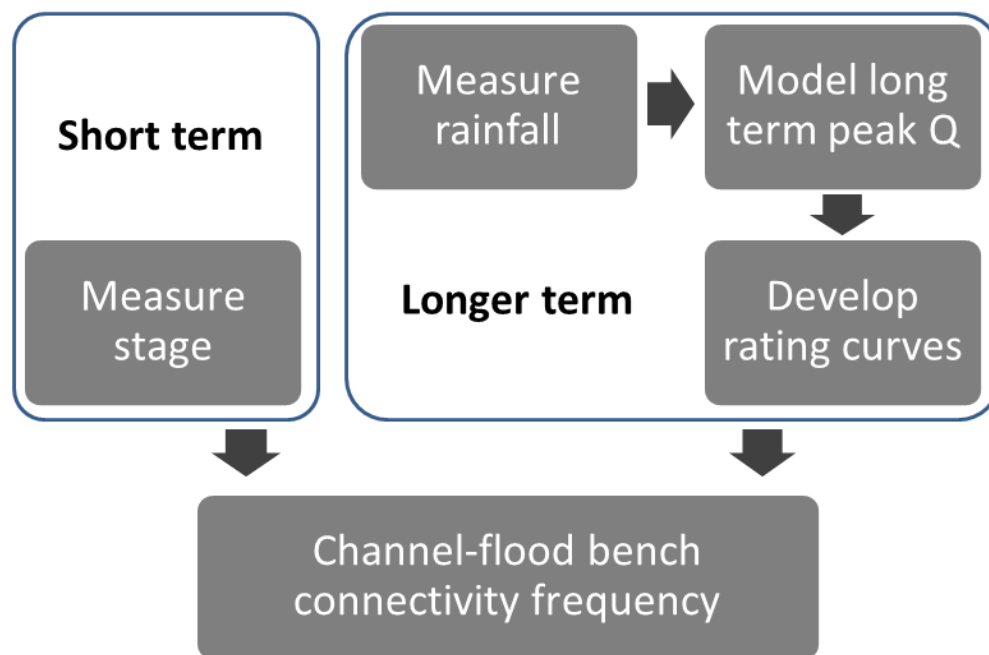 Short term
Measure
stage
Measure
rainfall
Model long
term peak Q
Longer term
Develop
rating curves
Channel-flood bench
connectivity frequency